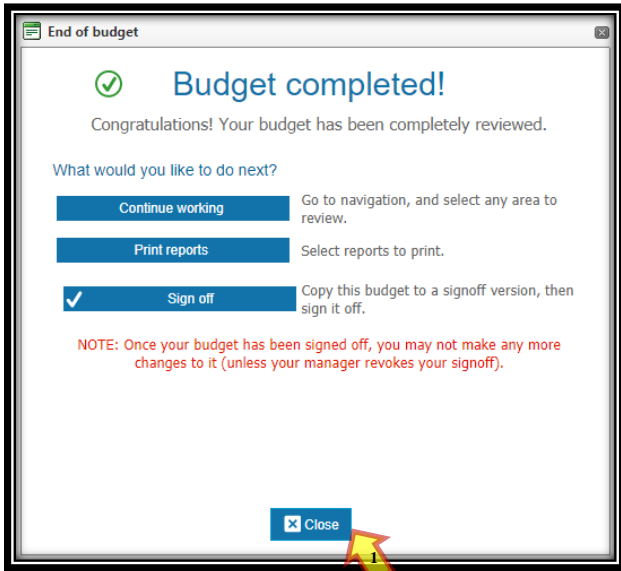 End of budget
Budget completed!
Congratulations! Your budget has been completely reviewed.
What would you like to do next?
Continue working
Go to navigation, and select any area to
review.
Print reports
Select reports to print.
Sign off
Copy this budget to a signoff version, then
sign it off.
NOTE: Once your budget has been signed off, you may not make any more
changes to it (unless your manager revokes your signoff).
Close
1